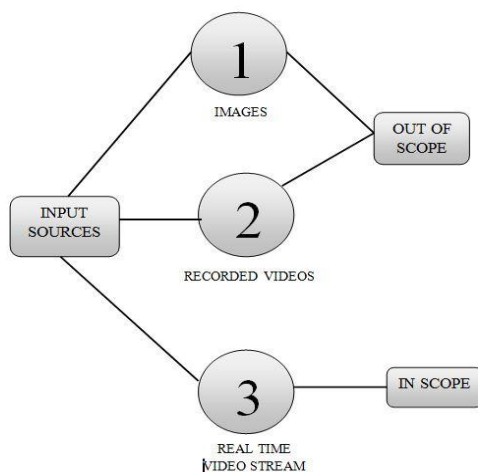 1
IMAGES
OUT OF
SCOPE
INPUT
SOURCES
2
RECORDED VIDEOS
3
IN SCOPE
REAL TIME
VIDEO STREAM